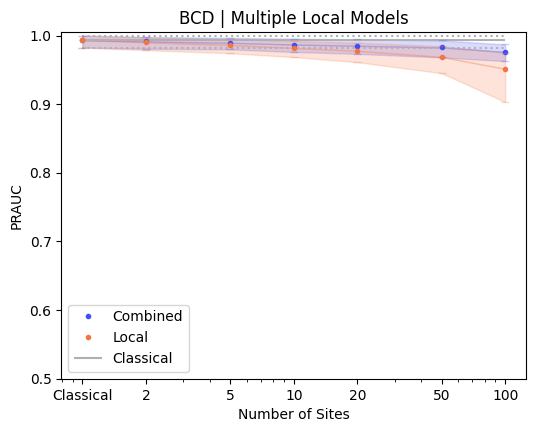 BCD | Multiple Local Models
PRAUC
1.0
0.9
0.8
0.7
0.6
0.5
Combined
Local
Classical
Classical 2 5 10 20 50 100
Number of Sites